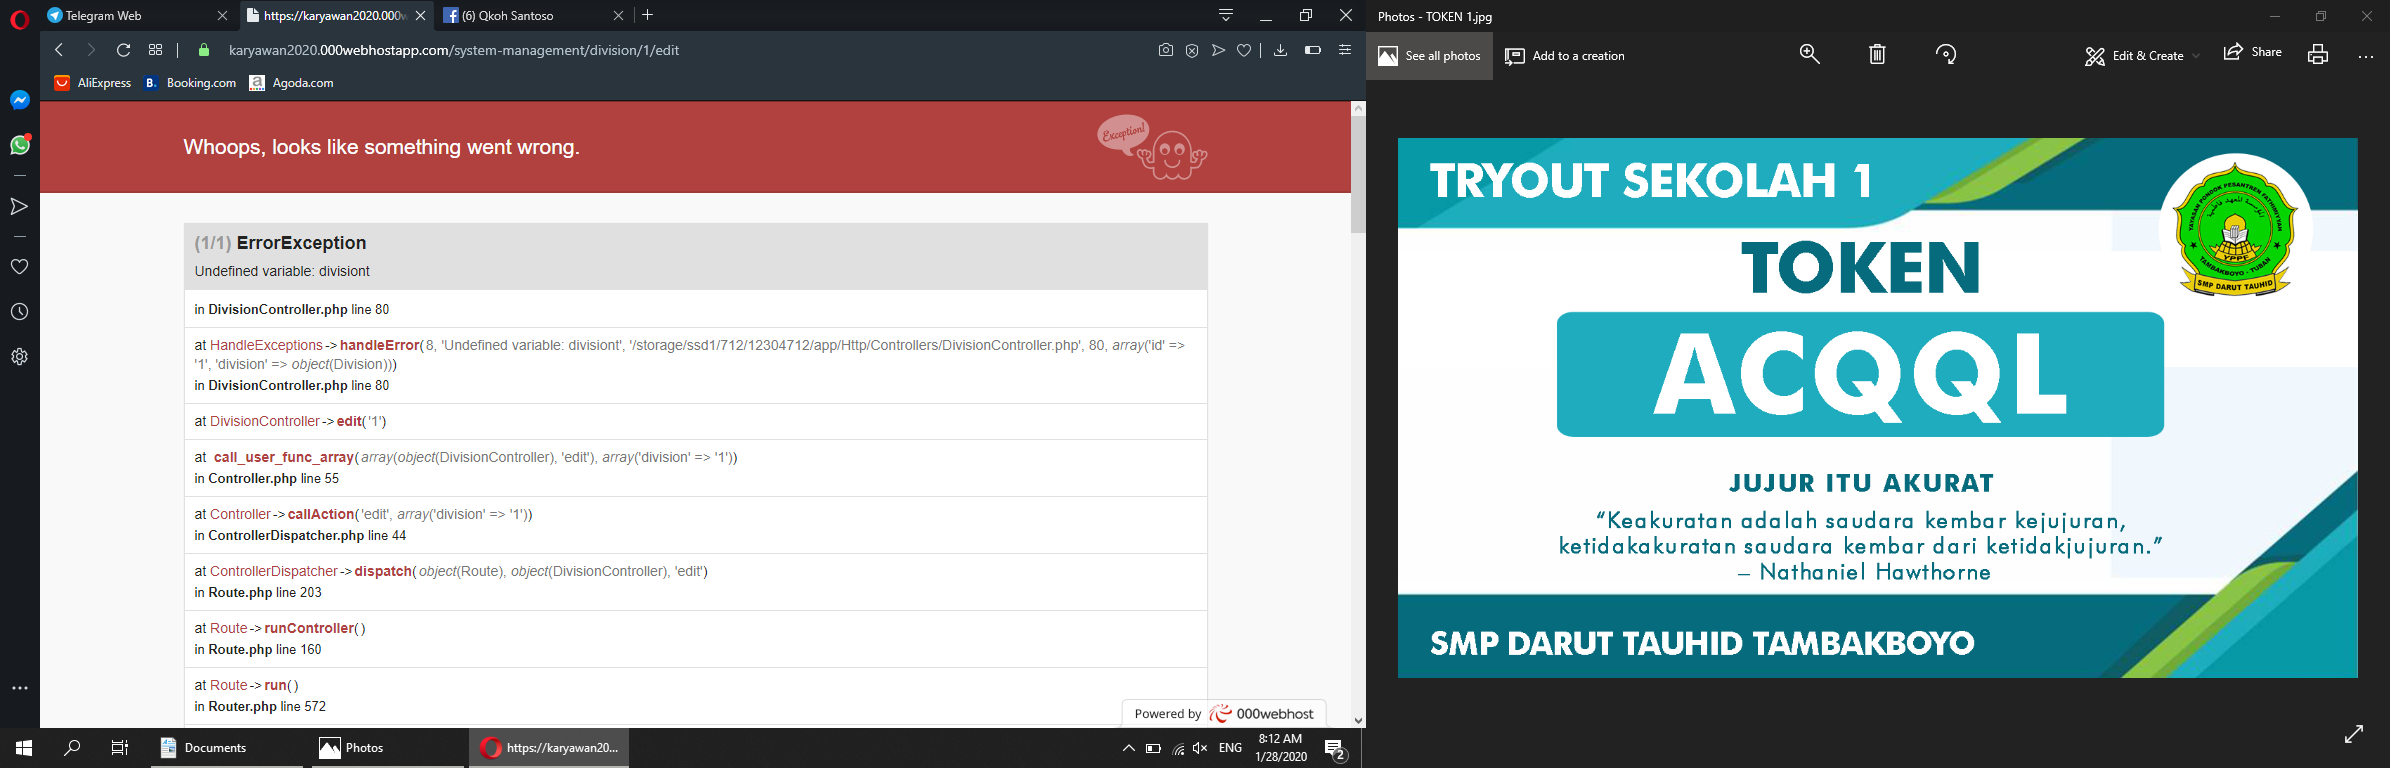 Telegram Web
https://karyawan2020.000w
(6) Qkoh Santoso
karyawan2020.000webhostapp.com/system-management/division/1/edit
AliExpress
B. Booking.com
a Agoda.com
Whoops, looks like something went wrong.
Exception!
(1/1) ErrorException
Undefined variable: divisiont
in DivisionController.php line 80
at HandleExceptions->handleError(8, 'Undefined variable: divisiont', '/storage/ssd1/712/12304712/app/Http/Controllers/DivisionController.php', 80, array('id' =>
'1', 'division' => object(Division)))
in DivisionController.php line 80
at DivisionController->edit('1')
at call_user_func_array(array(object(DivisionController), 'edit'), array('division' => '1'))
in Controller.php line 55
at Controller->callAction('edit', array('division' => '1'))
in ControllerDispatcher.php line 44
at ControllerDispatcher->dispatch(object(Route), object(DivisionController), 'edit')
in Route.php line 203
at Route->runController()
in Route.php line 160
at Route->run()
in Router.php line 572
Powered by 000webhost
Documents
Photos
https://karyawan20...
ENG
8:12 AM
1/28/2020
2
Photos - TOKEN 1.jpg
See all photos
Add to a creation
Edit & Create
Share
TRYOUT SEKOLAH 1
YAYASAN PONDOK PESANTREN FATHIMIYYAH
YPPF
TAMBAKBOYO - TUBAN
SMP DARUT TAUHID
TOKEN
ACQQL
JUJUR ITU AKURAT
“Keakuratan adalah saudara kembar kejujuran,
ketidakakuratan saudara kembar dari ketidakjujuran.”
– Nathaniel Hawthorne
SMP DARUT TAUHID TAMBAKBOYO